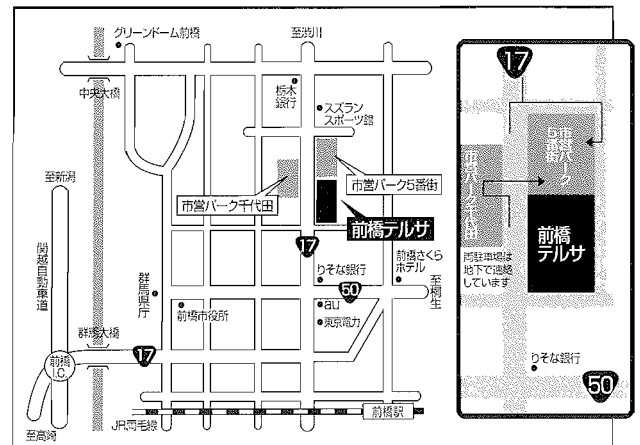 グリーンドーム前橋
至渋川
中央大橋
栃木
銀行
スズラン
スポーツ館
至新潟
市営パーク千代田
市営パーク5番街
前橋テルサ
関越自動車道
群馬県庁
前橋市役所
17
りそな銀行
前橋さくら
ホテル
50
至桐生
au
東京電力
群馬大橋
17
前橋
I.C.
至高崎
JR両毛線
前橋駅
17
市営パーク
5番街
市営パーク千代田
前橋
テルサ
両駐車場は
地下で連絡
しています
りそな銀行
50